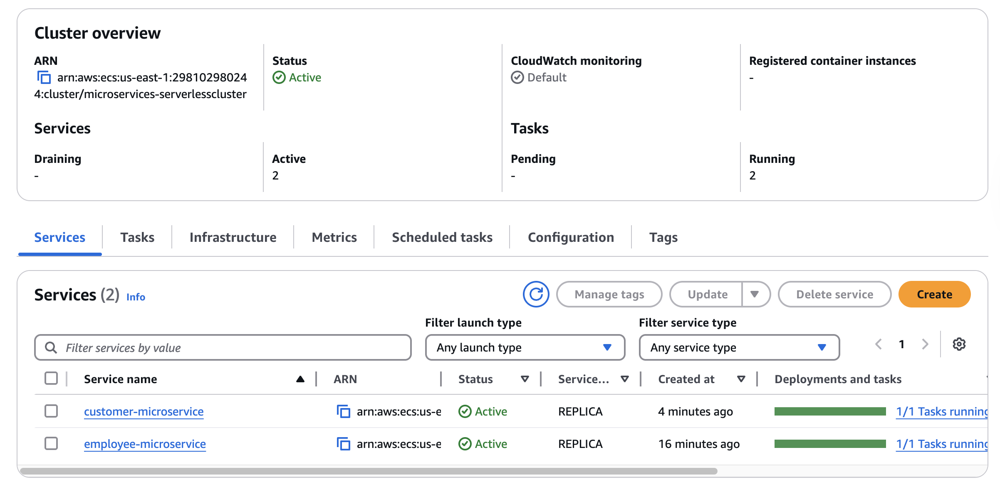 Cluster overview
ARN
arn:aws:ecs:us-east-1:29810298024
4:cluster/microservices-serverlesscluster
Status
Active
CloudWatch monitoring
Default
Registered container instances
-
Services
Draining
-
Active
2
Tasks
Pending
-
Running
2
Services
Tasks
Infrastructure
Metrics
Scheduled tasks
Configuration
Tags
Services (2) Info
Manage tags
Update
Delete service
Create
Filter services by value
Filter launch type
Any launch type
Filter service type
Any service type
1
Service name ARN Status Service... Created at Deployments and tasks
customer-microservice arn:aws:ecs:us-e Active REPLICA 4 minutes ago 1/1 Tasks running
employee-microservice arn:aws:ecs:us-e Active REPLICA 16 minutes ago 1/1 Tasks running